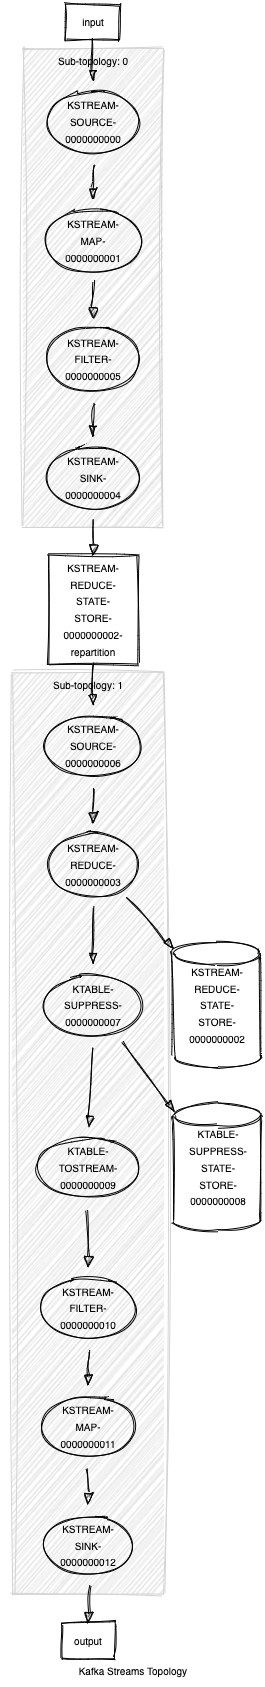 input
Sub-topology: 0
KSTREAM-
SOURCE-
0000000000
KSTREAM-
MAP-
0000000001
KSTREAM-
FILTER-
0000000005
KSTREAM-
SINK-
0000000004
KSTREAM-
REDUCE-
STATE-
STORE-
0000000002-
repartition
Sub-topology: 1
KSTREAM-
SOURCE-
0000000006
KSTREAM-
REDUCE-
0000000003
KSTREAM-
REDUCE-
STATE-
STORE-
0000000002
KTABLE-
SUPPRESS-
0000000007
KTABLE-
SUPPRESS-
STATE-
STORE-
0000000008
KTABLE-
TOSTREAM-
0000000009
KSTREAM-
FILTER-
0000000010
KSTREAM-
MAP-
0000000011
KSTREAM-
SINK-
0000000012
output
Kafka Streams Topology